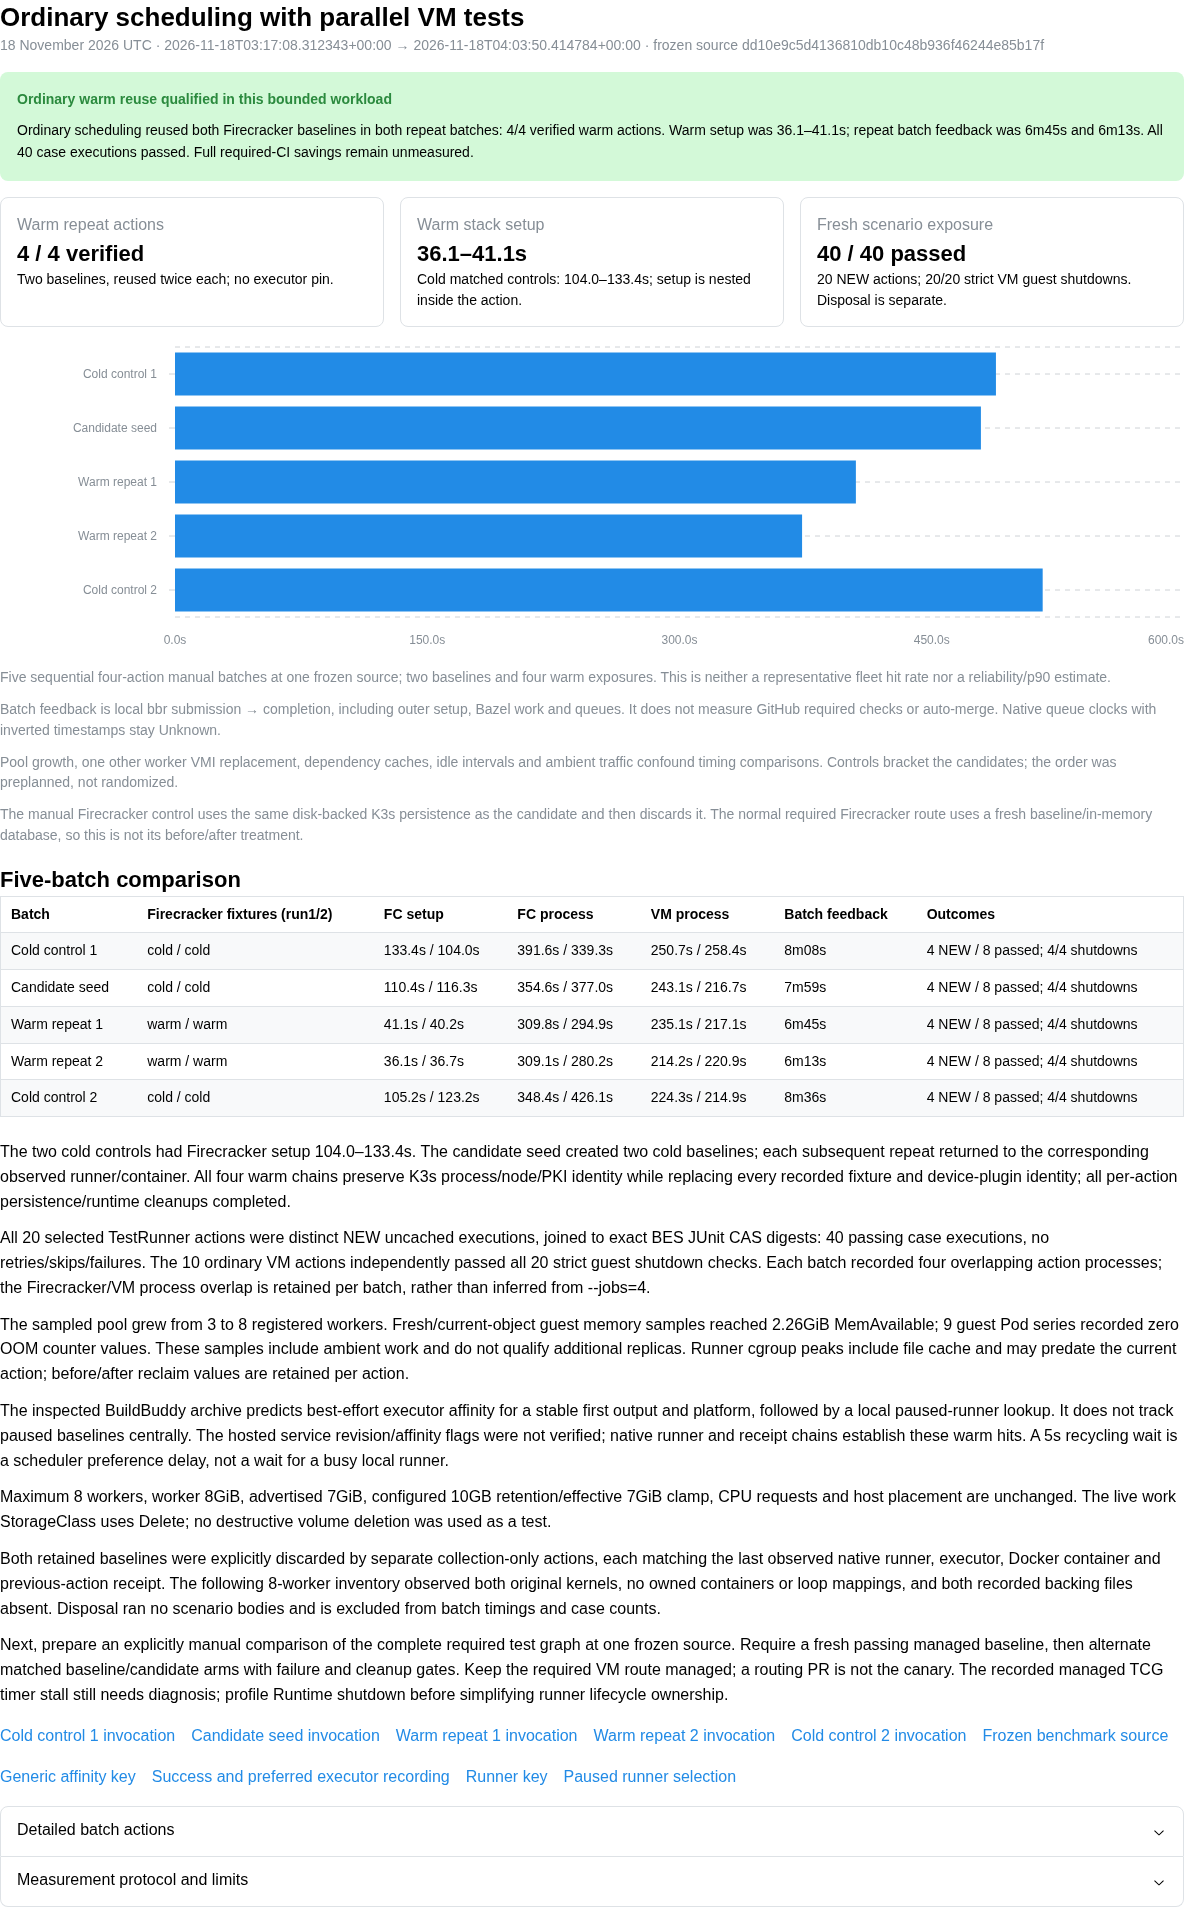 Ordinary scheduling with parallel VM tests
18 November 2026 UTC · 2026-11-18T03:17:08.312343+00:00 → 2026-11-18T04:03:50.414784+00:00 · frozen source dd10e9c5d4136810db10c48b936f46244e85b17f
Ordinary warm reuse qualified in this bounded workload
Ordinary scheduling reused both Firecracker baselines in both repeat batches: 4/4 verified warm actions. Warm setup was 36.1–41.1s; repeat batch feedback was 6m45s and 6m13s. All
40 case executions passed. Full required-CI savings remain unmeasured.
Warm repeat actions
4 / 4 verified
Two baselines, reused twice each; no executor pin.
Warm stack setup
36.1–41.1s
Cold matched controls: 104.0–133.4s; setup is nested
inside the action.
Fresh scenario exposure
40 / 40 passed
20 NEW actions; 20/20 strict VM guest shutdowns.
Disposal is separate.
Cold control 1
Candidate seed
Warm repeat 1
Warm repeat 2
Cold control 2
0.0s 150.0s 300.0s 450.0s 600.0s
Five sequential four-action manual batches at one frozen source; two baselines and four warm exposures. This is neither a representative fleet hit rate nor a reliability/p90 estimate.
Batch feedback is local bbr submission → completion, including outer setup, Bazel work and queues. It does not measure GitHub required checks or auto-merge. Native queue clocks with
inverted timestamps stay Unknown.
Pool growth, one other worker VMI replacement, dependency caches, idle intervals and ambient traffic confound timing comparisons. Controls bracket the candidates; the order was
preplanned, not randomized.
The manual Firecracker control uses the same disk-backed K3s persistence as the candidate and then discards it. The normal required Firecracker route uses a fresh baseline/in-memory
database, so this is not its before/after treatment.
Five-batch comparison
Batch Firecracker fixtures (run1/2) FC setup FC process VM process Batch feedback Outcomes
Cold control 1 cold / cold 133.4s / 104.0s 391.6s / 339.3s 250.7s / 258.4s 8m08s 4 NEW / 8 passed; 4/4 shutdowns
Candidate seed cold / cold 110.4s / 116.3s 354.6s / 377.0s 243.1s / 216.7s 7m59s 4 NEW / 8 passed; 4/4 shutdowns
Warm repeat 1 warm / warm 41.1s / 40.2s 309.8s / 294.9s 235.1s / 217.1s 6m45s 4 NEW / 8 passed; 4/4 shutdowns
Warm repeat 2 warm / warm 36.1s / 36.7s 309.1s / 280.2s 214.2s / 220.9s 6m13s 4 NEW / 8 passed; 4/4 shutdowns
Cold control 2 cold / cold 105.2s / 123.2s 348.4s / 426.1s 224.3s / 214.9s 8m36s 4 NEW / 8 passed; 4/4 shutdowns
The two cold controls had Firecracker setup 104.0–133.4s. The candidate seed created two cold baselines; each subsequent repeat returned to the corresponding
observed runner/container. All four warm chains preserve K3s process/node/PKI identity while replacing every recorded fixture and device-plugin identity; all per-action
persistence/runtime cleanups completed.
All 20 selected TestRunner actions were distinct NEW uncached executions, joined to exact BES JUnit CAS digests: 40 passing case executions, no
retries/skips/failures. The 10 ordinary VM actions independently passed all 20 strict guest shutdown checks. Each batch recorded four overlapping action processes;
the Firecracker/VM process overlap is retained per batch, rather than inferred from --jobs=4.
The sampled pool grew from 3 to 8 registered workers. Fresh/current-object guest memory samples reached 2.26GiB MemAvailable; 9 guest Pod series recorded zero
OOM counter values. These samples include ambient work and do not qualify additional replicas. Runner cgroup peaks include file cache and may predate the current
action; before/after reclaim values are retained per action.
The inspected BuildBuddy archive predicts best-effort executor affinity for a stable first output and platform, followed by a local paused-runner lookup. It does not track
paused baselines centrally. The hosted service revision/affinity flags were not verified; native runner and receipt chains establish these warm hits. A 5s recycling wait is
a scheduler preference delay, not a wait for a busy local runner.
Maximum 8 workers, worker 8GiB, advertised 7GiB, configured 10GB retention/effective 7GiB clamp, CPU requests and host placement are unchanged. The live work
StorageClass uses Delete; no destructive volume deletion was used as a test.
Both retained baselines were explicitly discarded by separate collection-only actions, each matching the last observed native runner, executor, Docker container and
previous-action receipt. The following 8-worker inventory observed both original kernels, no owned containers or loop mappings, and both recorded backing files
absent. Disposal ran no scenario bodies and is excluded from batch timings and case counts.
Next, prepare an explicitly manual comparison of the complete required test graph at one frozen source. Require a fresh passing managed baseline, then alternate
matched baseline/candidate arms with failure and cleanup gates. Keep the required VM route managed; a routing PR is not the canary. The recorded managed TCG
timer stall still needs diagnosis; profile Runtime shutdown before simplifying runner lifecycle ownership.
Cold control 1 invocation Candidate seed invocation Warm repeat 1 invocation Warm repeat 2 invocation Cold control 2 invocation Frozen benchmark source
Generic affinity key Success and preferred executor recording Runner key Paused runner selection
Detailed batch actions
Measurement protocol and limits